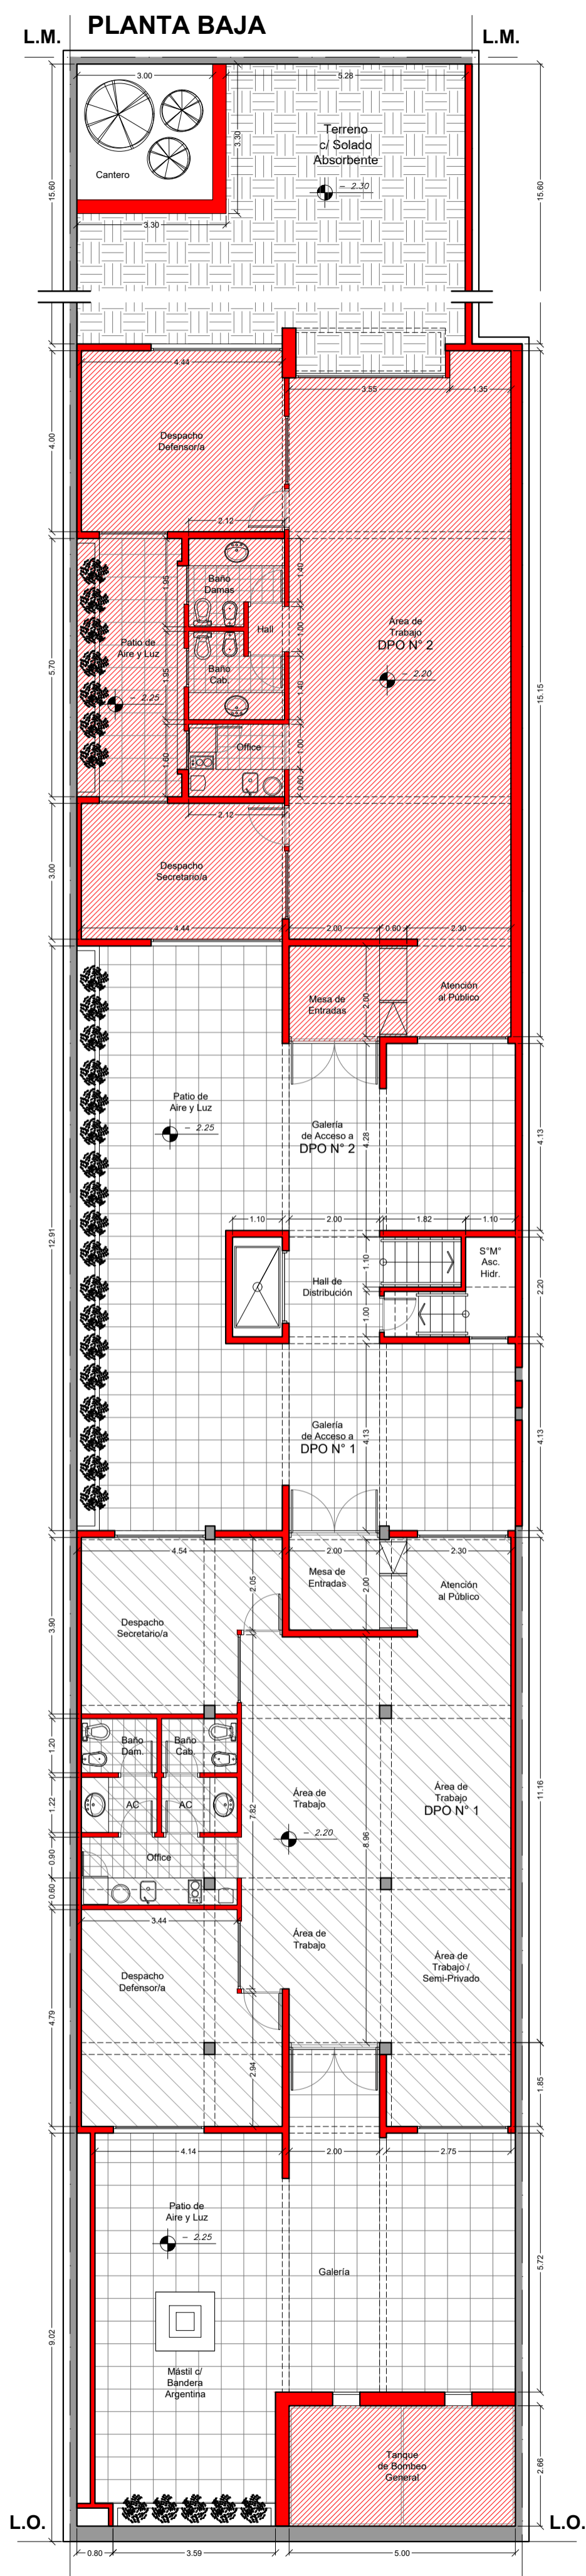 PLANTA BAJA
L.M.
L.M.
3.00
5.28
15.60
15.60
Cantero
3.30
3.30
Terreno
c/ Solado
Absorbente
- 2.30
4.44
3.55
1.35
4.00
Despacho
Defensor/a
2.12
Baño
Damas
1.95
1.40
Patio de
Aire y Luz
- 2.25
Hall
1.00
Área de
Trabajo
DPO N° 2
- 2.20
5.70
1.95
Baño
Cab.
1.40
15.15
Office
1.00
1.60
0.60
2.12
3.00
Despacho
Secretario/a
4.44
2.00
0.60
2.30
Mesa de
Entradas
2.00
Atención
al Público
Patio de
Aire y Luz
- 2.25
Galería
de Acceso a
DPO N° 2
4.28
4.13
12.91
1.10
2.00
1.82
1.10
Hall de
Distribución
1.10
1.00
S°M°
Asc.
Hidr.
2.20
Galería
de Acceso a
DPO N° 1
4.13
4.13
4.54
2.00
2.30
Mesa de
Entradas
2.00
Atención
al Público
2.05
3.90
Despacho
Secretario/a
1.20
Baño
Dam.
Baño
Cab.
1.22
AC
AC
7.82
Área de
Trabajo
- 2.20
8.96
Área de
Trabajo
DPO N° 1
11.16
0.90
Office
0.60
3.44
Área de
Trabajo
Área de
Trabajo /
Semi-Privado
Despacho
Defensor/a
4.79
2.94
1.85
4.14
2.00
2.75
Patio de
Aire y Luz
- 2.25
Galería
5.72
9.02
Mástil c/
Bandera
Argentina
Tanque
de Bombeo
General
2.66
L.O.
L.O.
0.80
3.59
5.00